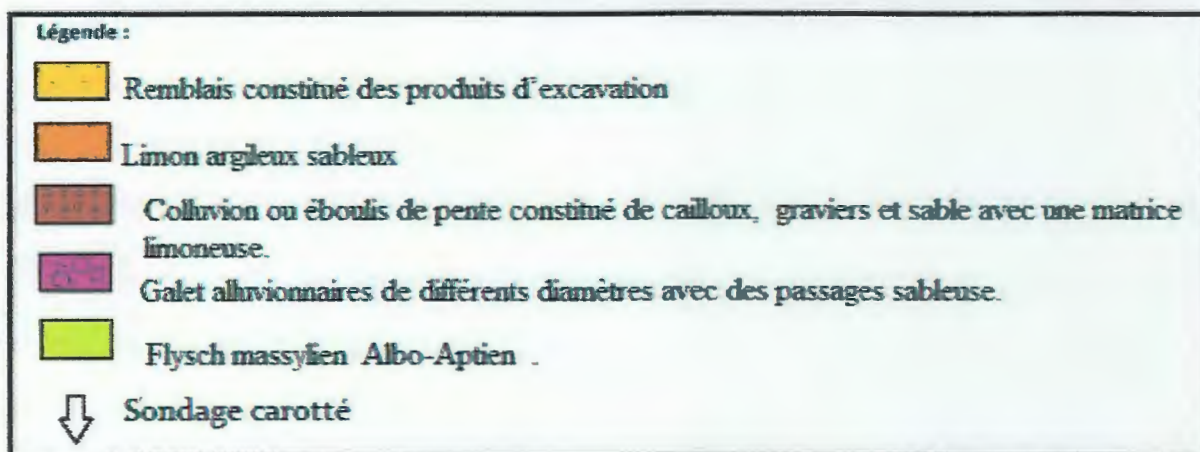 Légende :
Remblais constitué des produits d'excavation
Limon argileux sableux
Colluvion ou éboulis de pente constitué de cailloux, graviers et sable avec une matrice
limoneuse.
Galet alluvionnaires de différents diamètres avec des passages sableuse.
Flysch massylien Albo-Aptien .
Sondage carotté